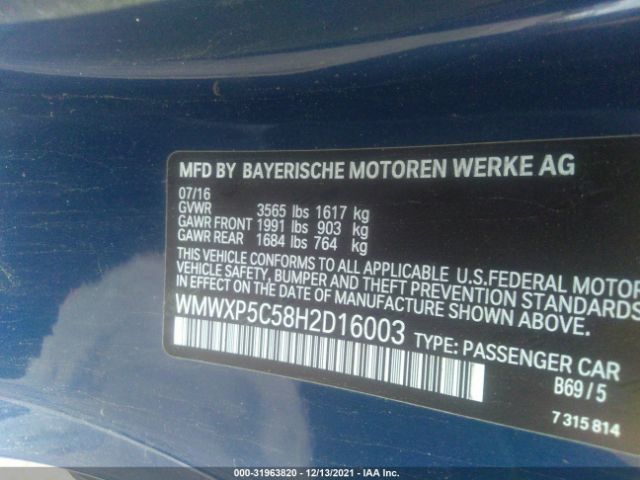 MFD BY BAYERISCHE MOTOREN WERKE AG
07/16
GVWR 3565 lbs 1617 kg
GAWR FRONT 1991 lbs 903 kg
GAWR REAR 1684 lbs 764 kg
THIS VEHICLE CONFORMS TO ALL APPLICABLE U.S.FEDERAL MOTOR
VEHICLE SAFETY, BUMPER AND THEFT PREVENTION STANDARDS
IN EFFECT ON THE DATE OF MANUFACTURE SHOWN ABOVE.
WMWXP5C58H2D16003 TYPE: PASSENGER CAR
B69/5
7 315 814
000-31963820 - 12/13/2021 - IAA Inc.